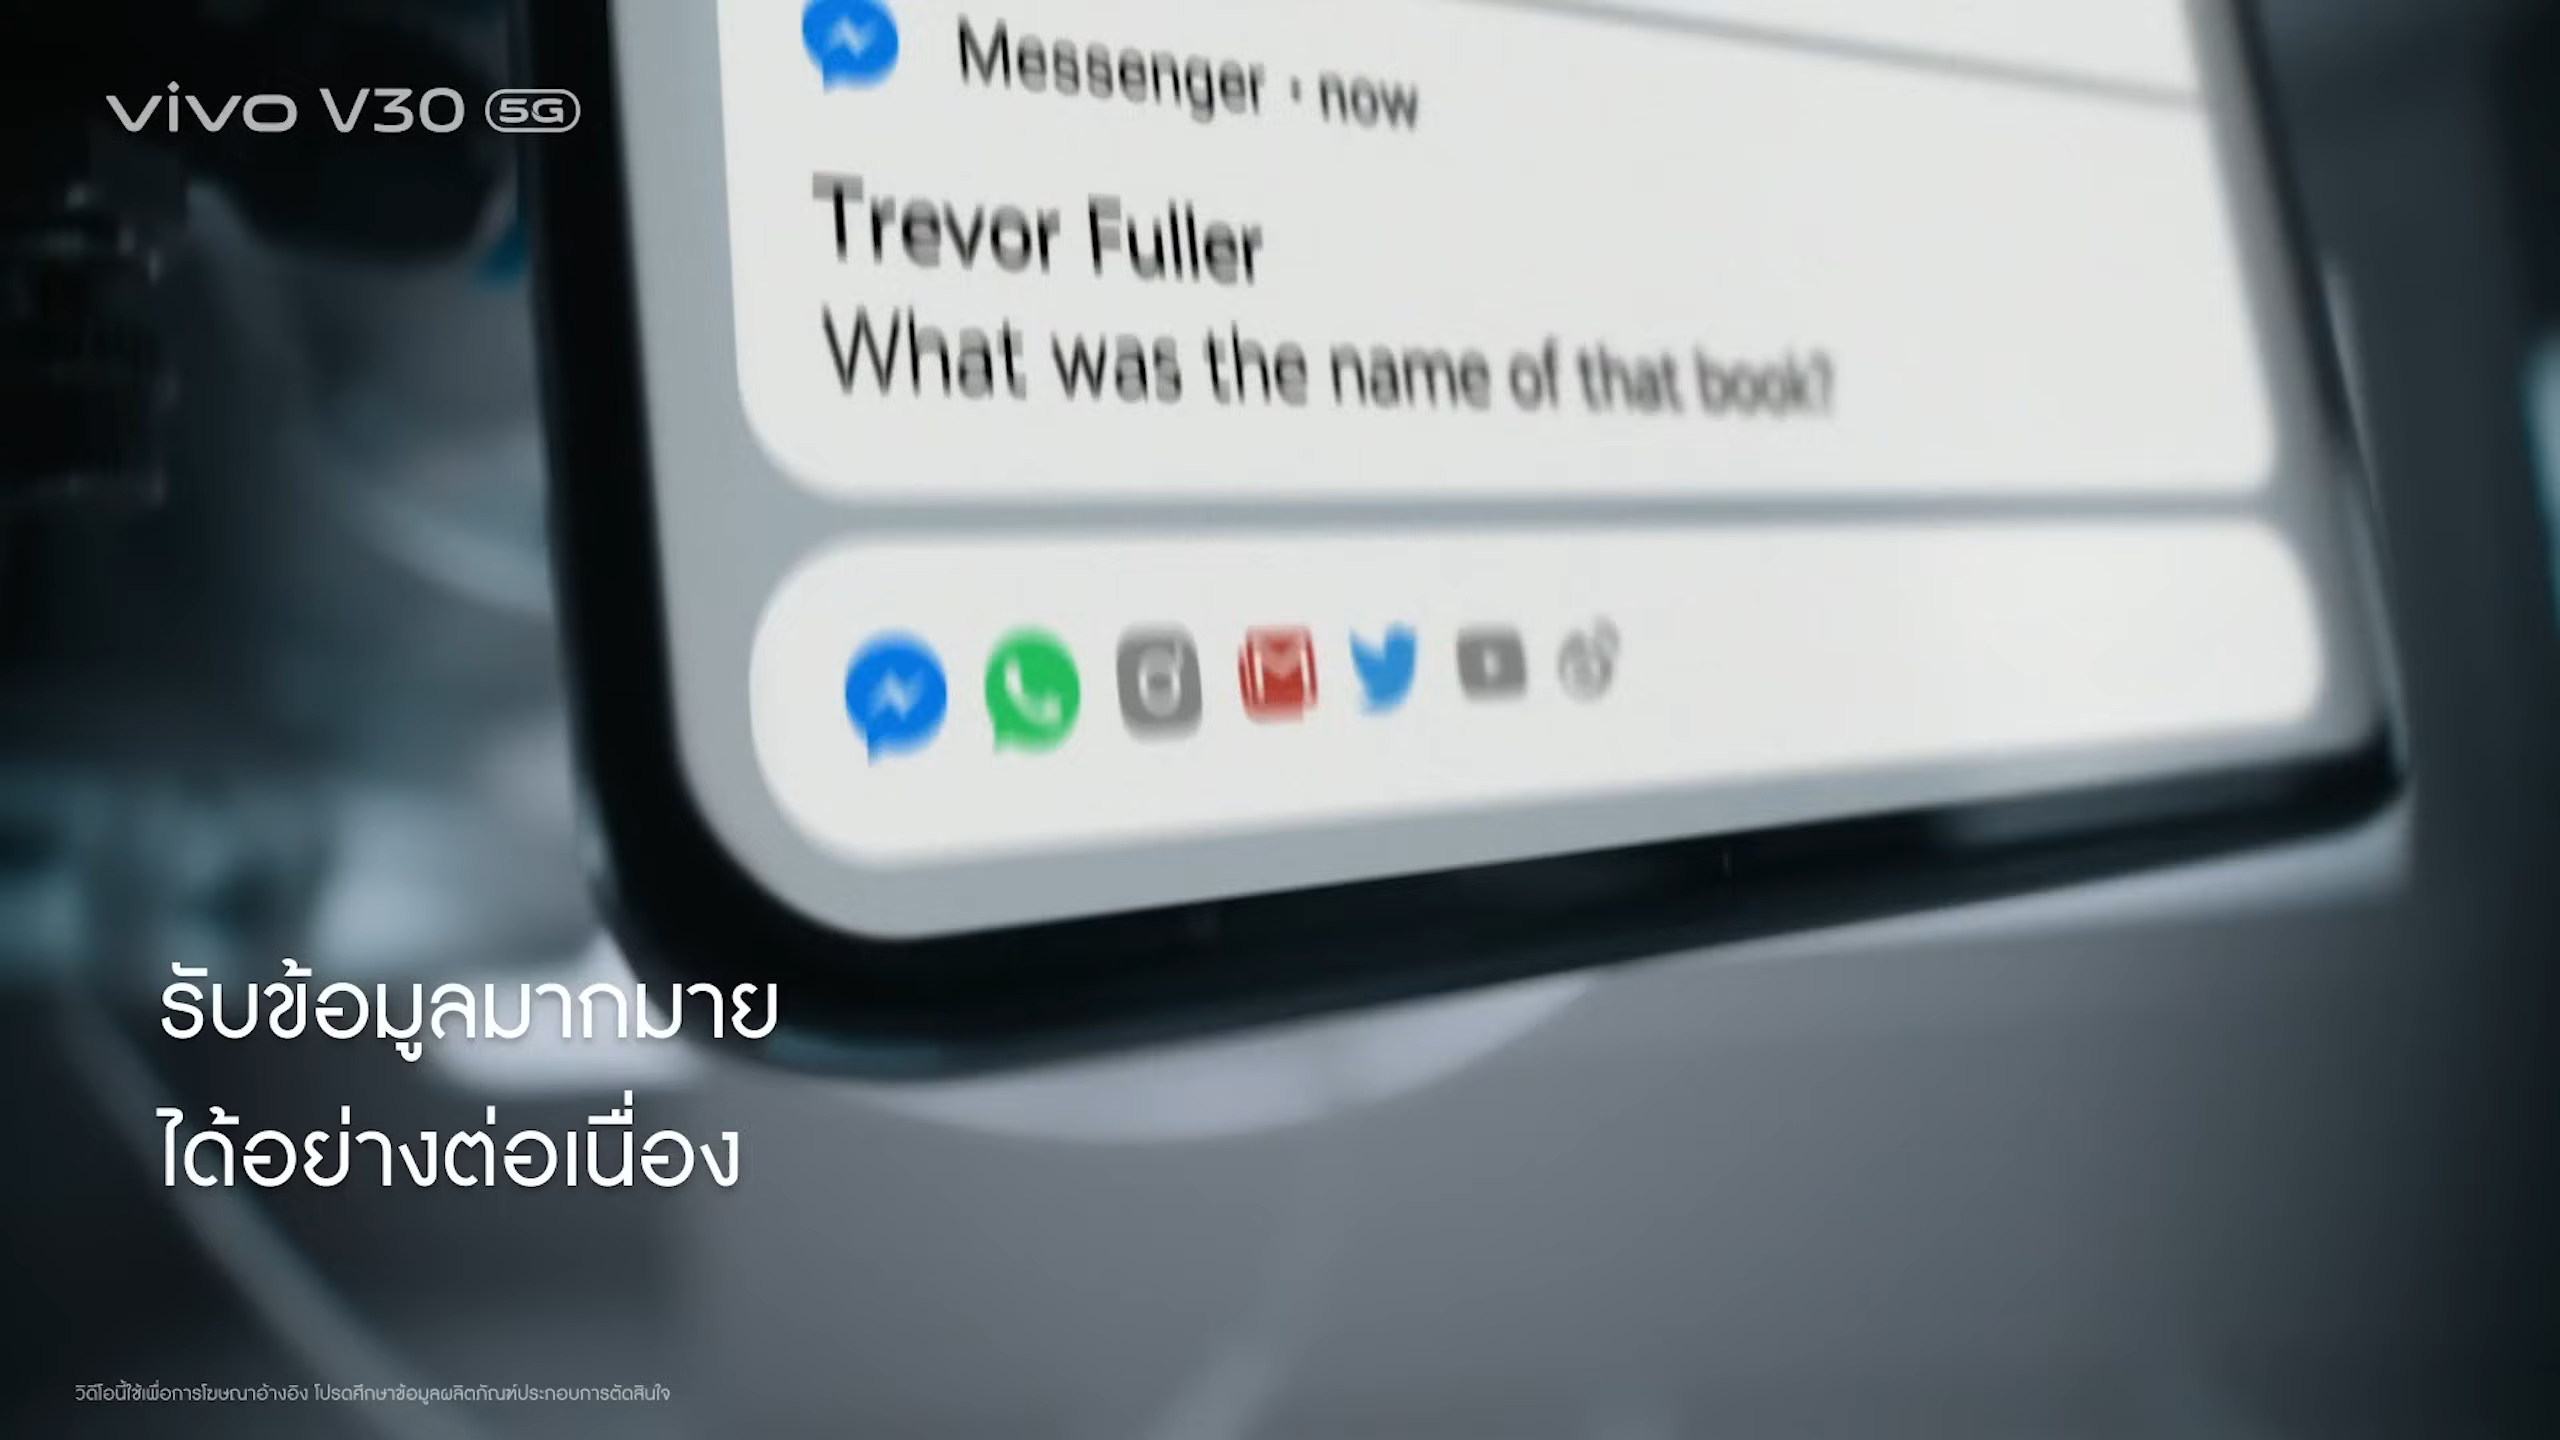 vivo V30 5G
Messenger · now
Trevor Fuller
What was the name of that book?
รับข้อมูลมากมาย
ได้อย่างต่อเนื่อง
วิดีโอนี้ใช้เพื่อการโฆษณาอ้างอิง โปรดศึกษาข้อมูลผลิตภัณฑ์ประกอบการตัดสินใจ